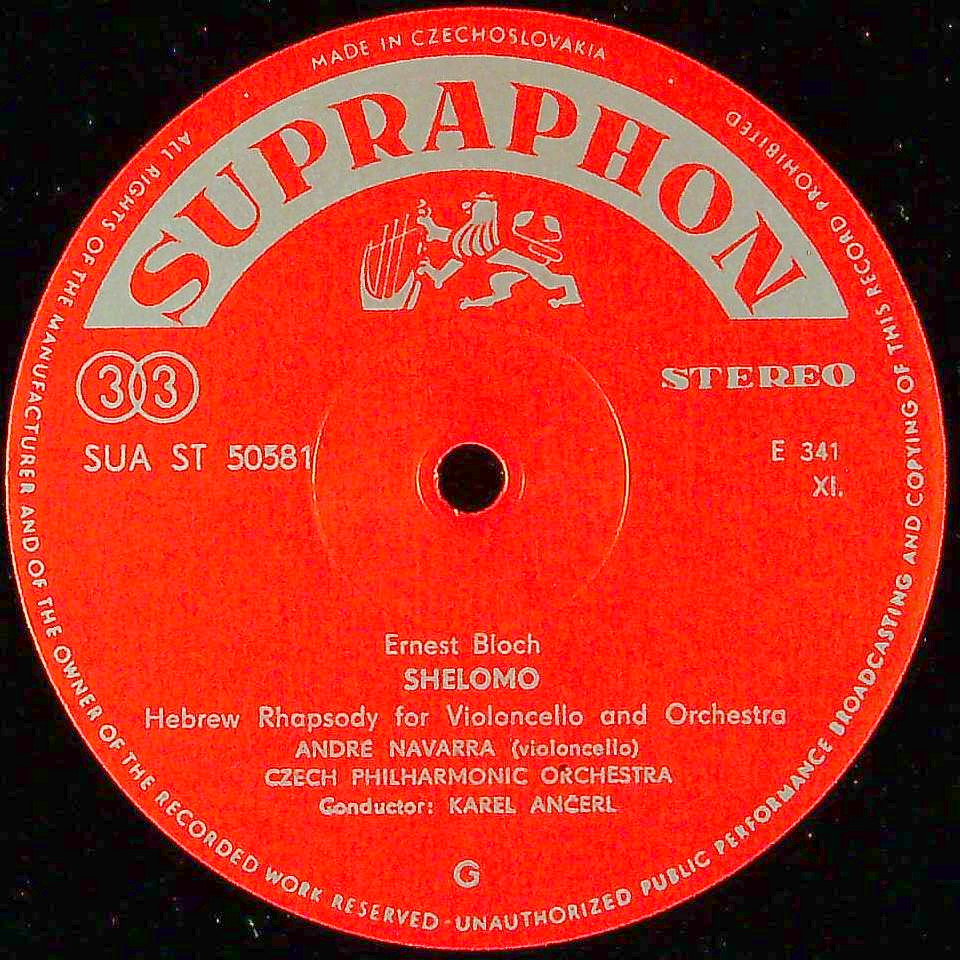 MADE IN CZECHOSLOVAKIA
SUPRAPHON
33
STEREO
SUA ST 50581
E 341
XI.
Ernest Bloch
SHELOMO
Hebrew Rhapsody for Violoncello and Orchestra
ANDRÉ NAVARRA (violoncello)
CZECH PHILHARMONIC ORCHESTRA
Conductor: KAREL ANČERL
G
ALL RIGHTS OF THE MANUFACTURER AND OF THE OWNER OF THE RECORDED WORK RESERVED - UNAUTHORIZED PUBLIC PERFORMANCE BROADCASTING AND COPYING OF THIS RECORD PROHIBITED